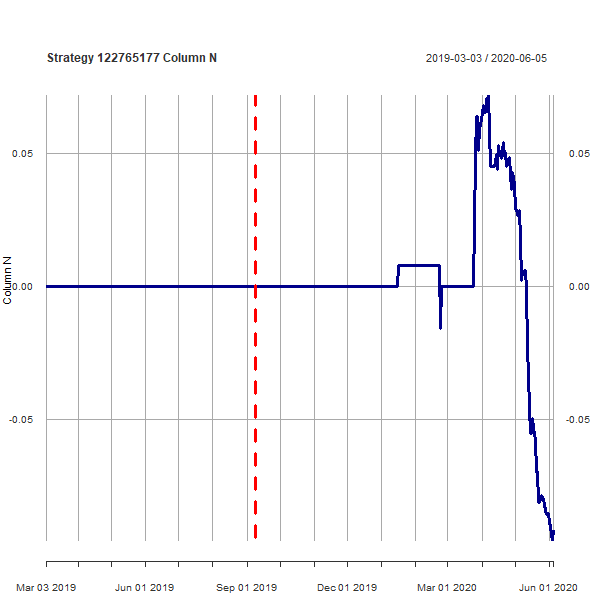 Strategy 122765177 Column N
2019-03-03 / 2020-06-05
0.05
0.05
Column N
0.00
0.00
-0.05
-0.05
Mar 03 2019
Jun 01 2019
Sep 01 2019
Dec 01 2019
Mar 01 2020
Jun 01 2020